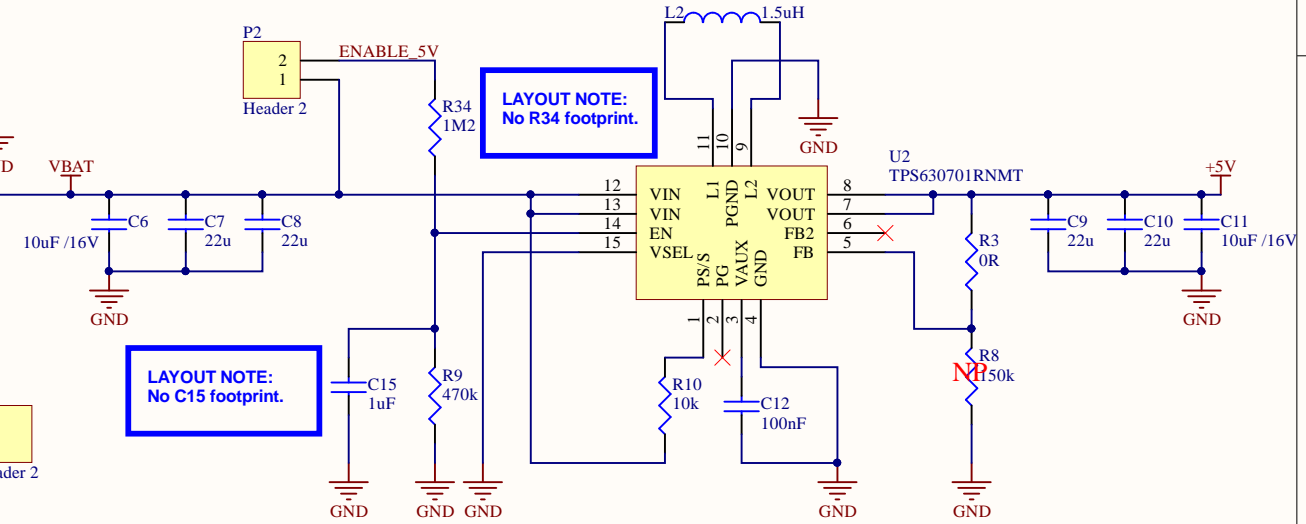 L2
1.5uH
P2
2
1
Header 2
ENABLE_5V
R34
1M2
LAYOUT NOTE:
No R34 footprint.
GND
11
10
9
U2
TPS630701RNMT
VBAT
+5V
C6
10uF /16V
C7
22u
C8
22u
GND
12
13
14
15
VIN
VIN
EN
VSEL
L1
PGND
L2
VOUT
VOUT
FB2
FB
8
7
6
5
PS/S
PG
VAUX
GND
1
2
3
4
R3
0R
C9
22u
C10
22u
C11
10uF /16V
GND
LAYOUT NOTE:
No C15 footprint.
C15
1uF
R9
470k
R10
10k
C12
100nF
R8
150k
NP
ader 2
GND
GND
GND
GND
GND